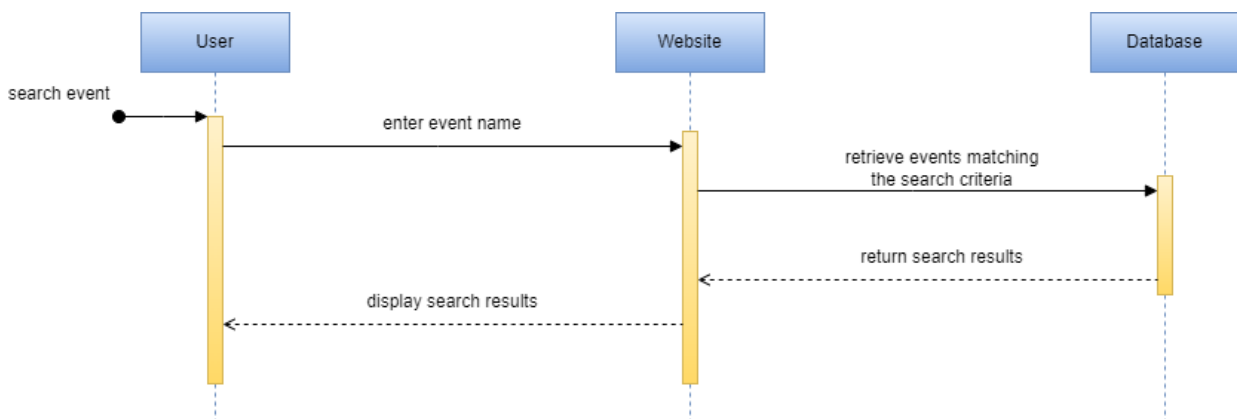 User
Website
Database
search event
enter event name
retrieve events matching
the search criteria
return search results
display search results